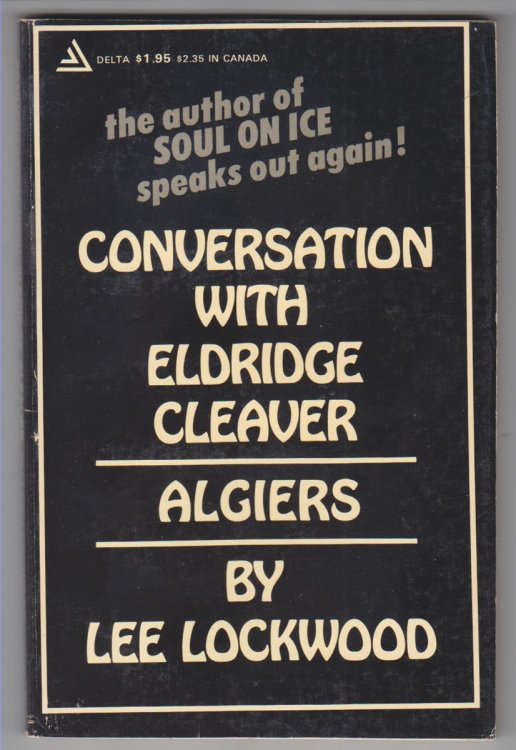 DELTA $1.95 $2.35 IN CANADA
the author of
SOUL ON ICE
speaks out again!
CONVERSATION
WITH
ELDRIDGE
CLEAVER
ALGIERS
BY
LEE LOCKWOOD